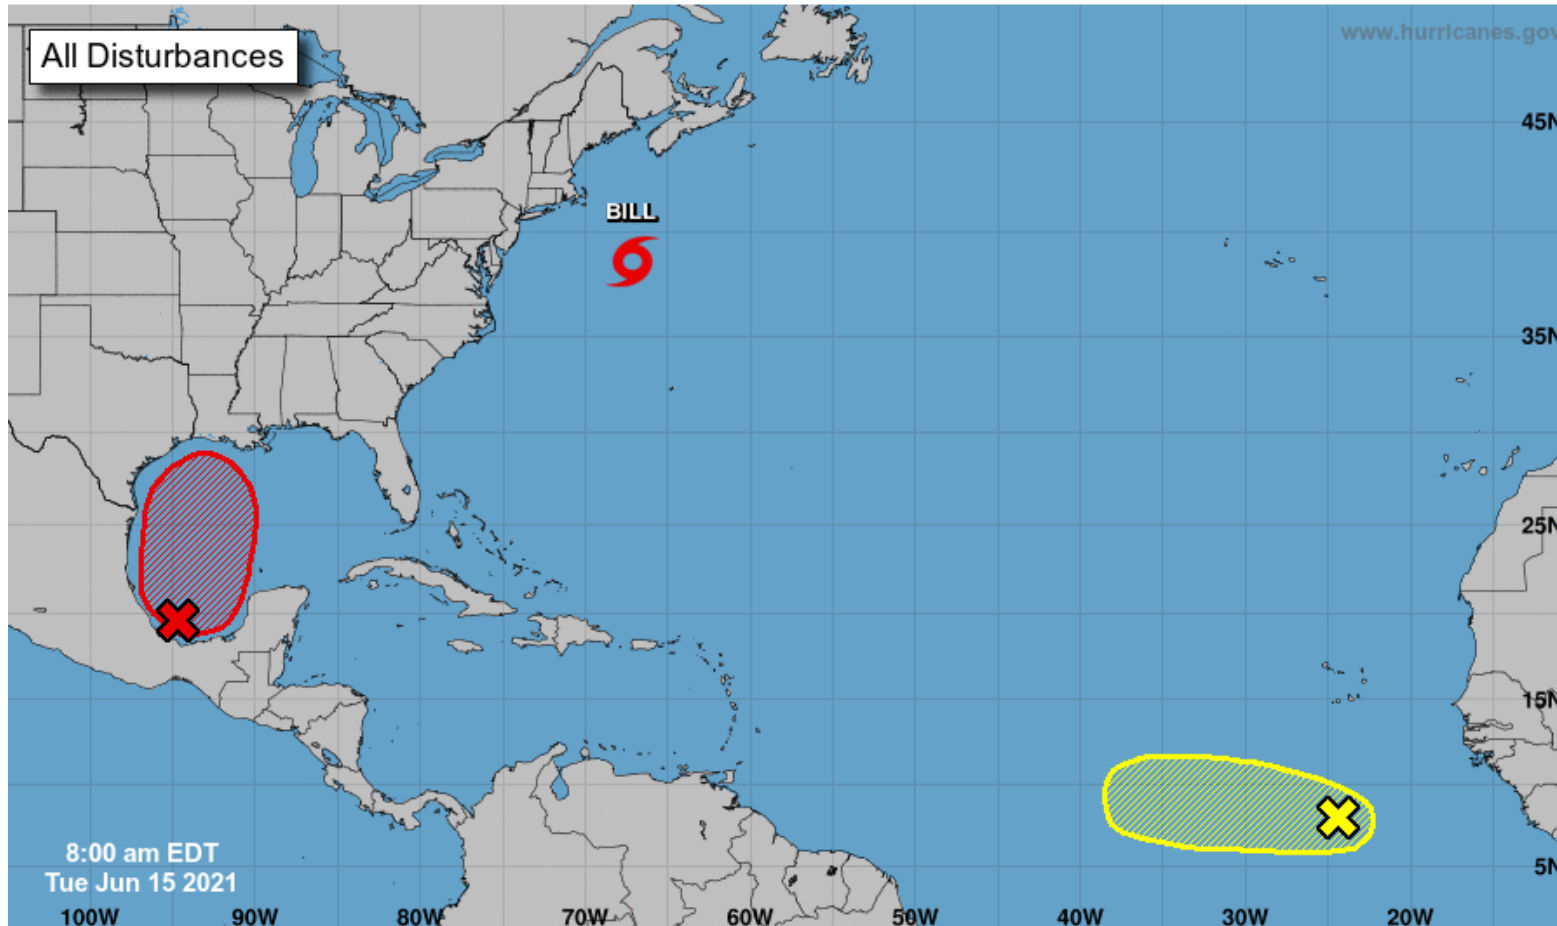 All Disturbances
www.hurricanes.gov
45N
BILL
35N
25N
15N
8:00 am EDT
Tue Jun 15 2021
5N
100W 90W 80W 70W 60W 50W 40W 30W 20W